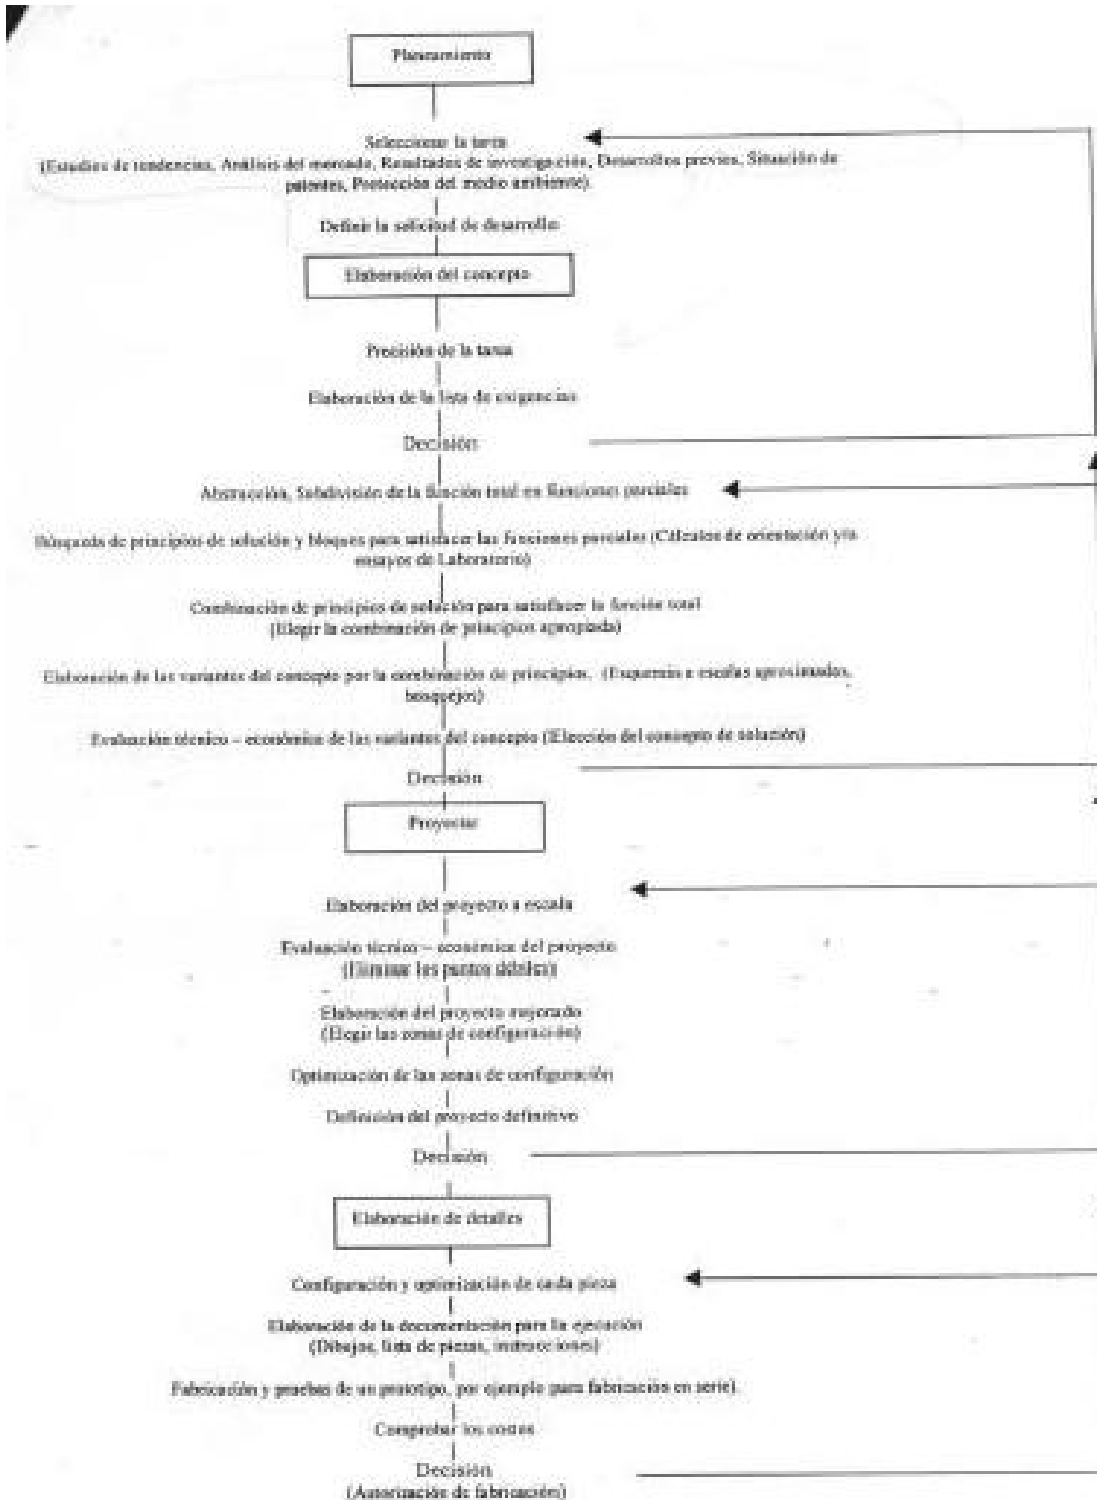 Planeamiento
Seleccionar la tarea
(Estudios de tendencias, Análisis del mercado, Resultados de investigación, Desarrollos previos, Situación de
patentes, Protección del medio ambiente)
Definir la solicitud de desarrollo
Elaboración del concepto
Precisión de la tarea
Elaboración de la lista de exigencias
Decisión
Abstracción, Subdivisión de la función total en funciones parciales
Búsqueda de principios de solución y bloques para satisfacer las funciones parciales (Cálculos de orientación y/o
ensayos de Laboratorio)
Combinación de principios de solución para satisfacer la función total
(Elegir la combinación de principios apropiada)
Elaboración de las variantes del concepto por la combinación de principios. (Esquemas a escalas aproximadas,
bosquejos)
Evaluación técnico – económica de las variantes del concepto (Elección del concepto de solución)
Decisión
Proyectar
Elaboración del proyecto a escala
Evaluación técnico – económica del proyecto
(Eliminar los puntos débiles)
Elaboración del proyecto mejorado
(Elegir las zonas de configuración)
Optimización de las zonas de configuración
Definición del proyecto definitivo
Decisión
Elaboración de detalles
Configuración y optimización de cada pieza
Elaboración de la documentación para la ejecución
(Dibujos, lista de piezas, instrucciones)
Fabricación y pruebas de un prototipo, por ejemplo para fabricación en serie).
Comprobar los costos
Decisión
(Autorización de fabricación)